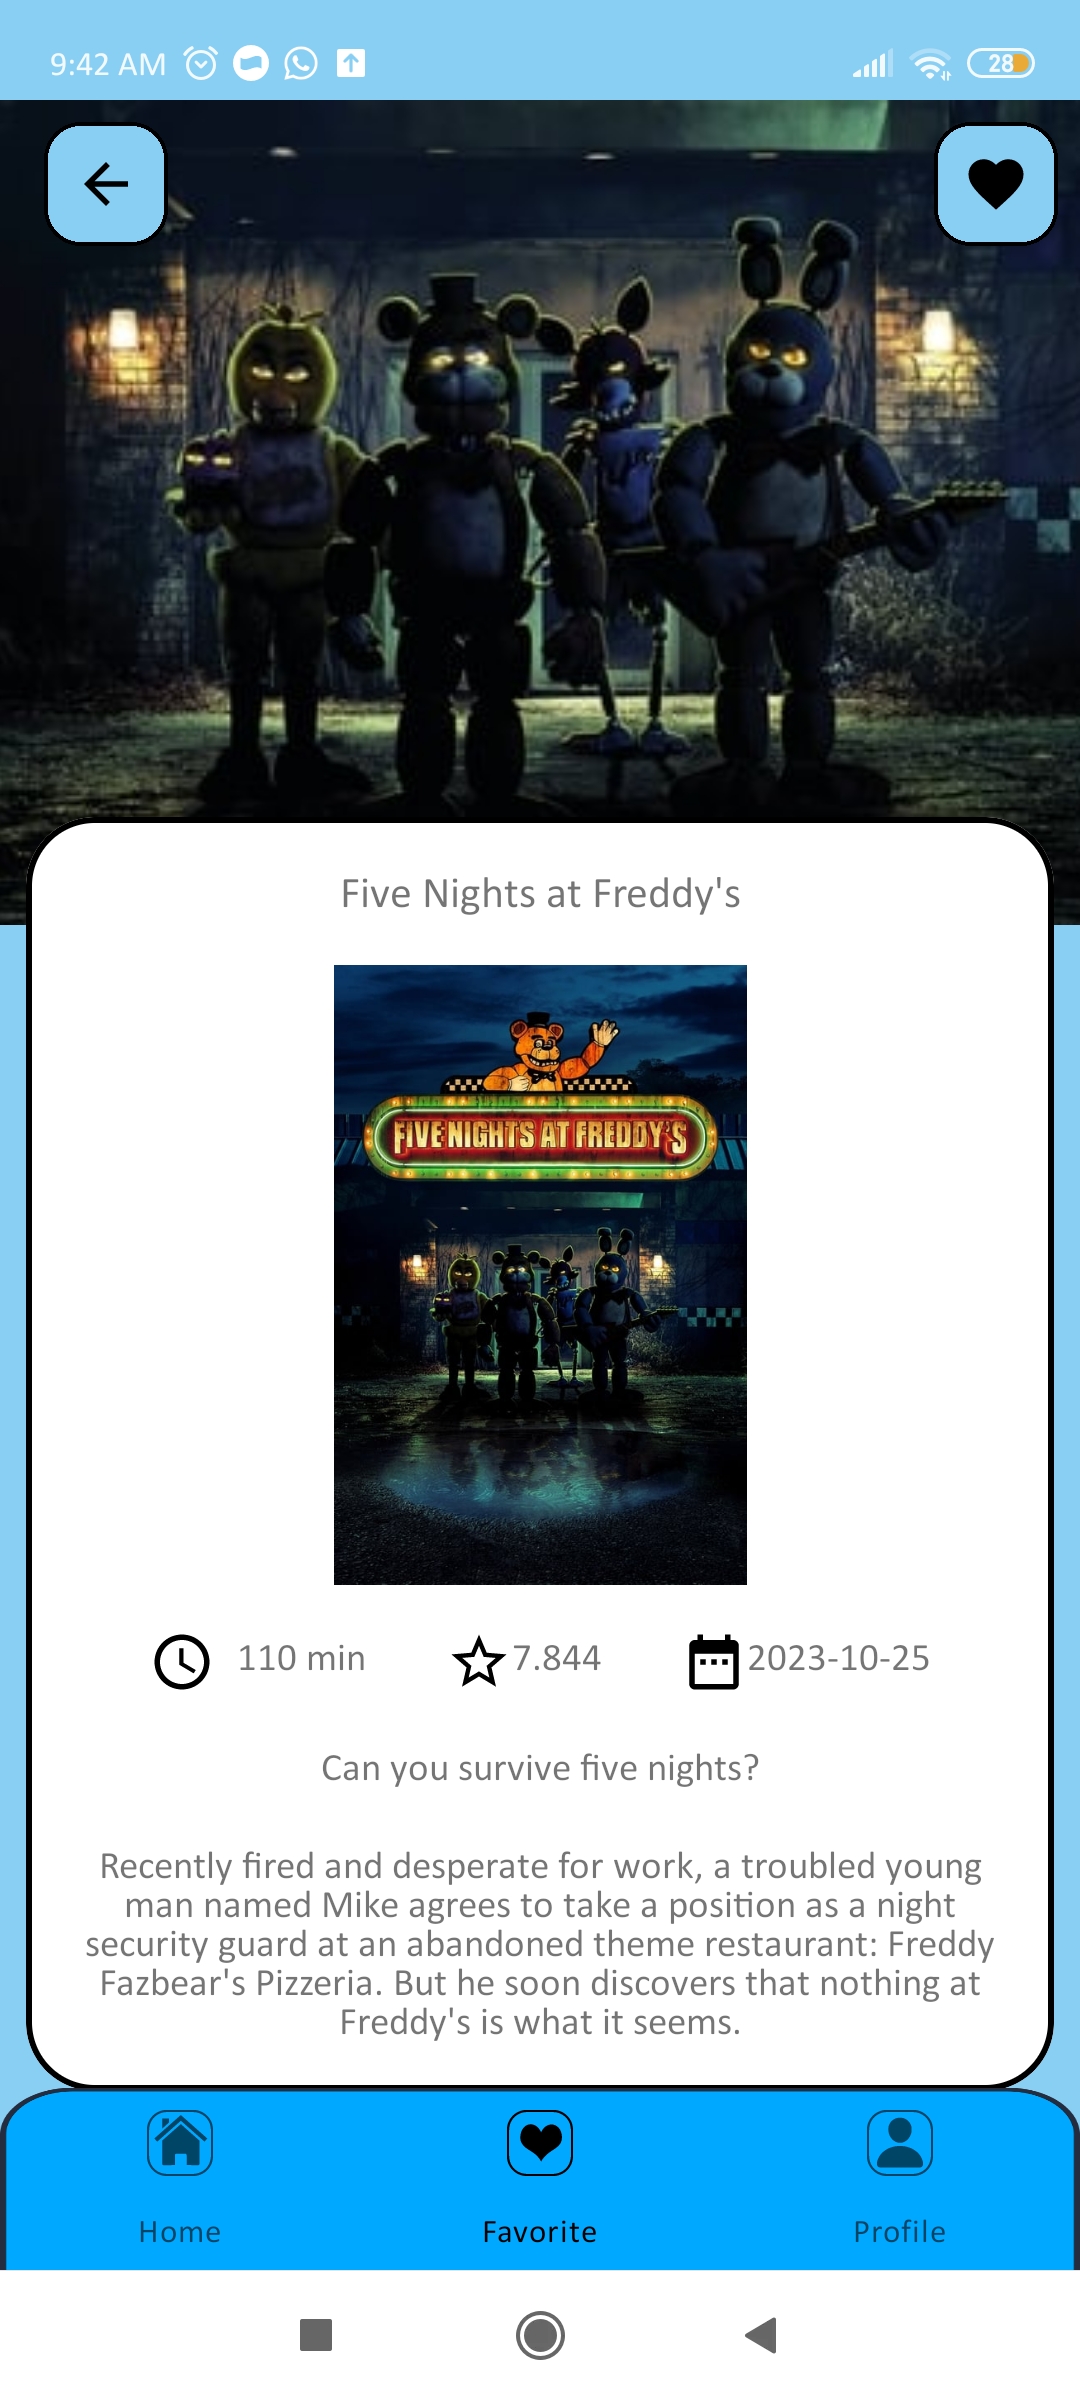 9:42 AM
28
Five Nights at Freddy's
FIVE NIGHTS AT FREDDY'S
110 min
7.844
2023-10-25
Can you survive five nights?
Recently fired and desperate for work, a troubled young
man named Mike agrees to take a position as a night
security guard at an abandoned theme restaurant: Freddy
Fazbear's Pizzeria. But he soon discovers that nothing at
Freddy's is what it seems.
Home
Favorite
Profile